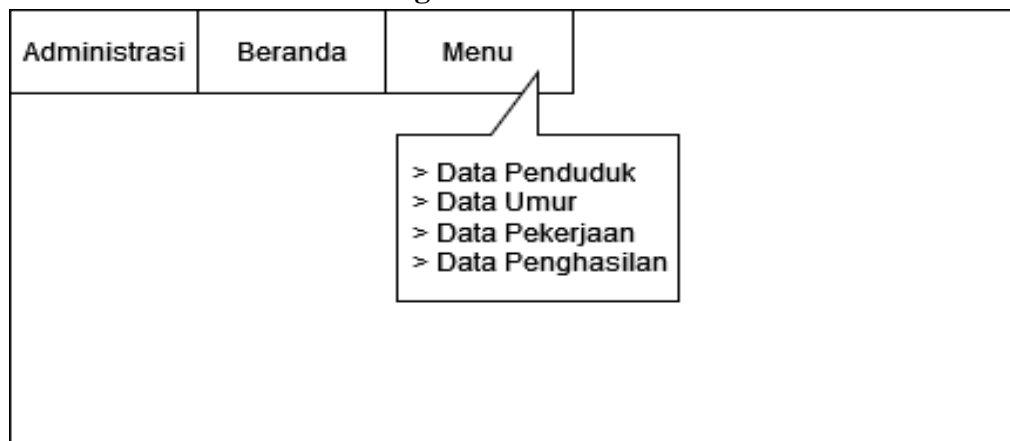 Administrasi Beranda Menu
> Data Penduduk
> Data Umur
> Data Pekerjaan
> Data Penghasilan